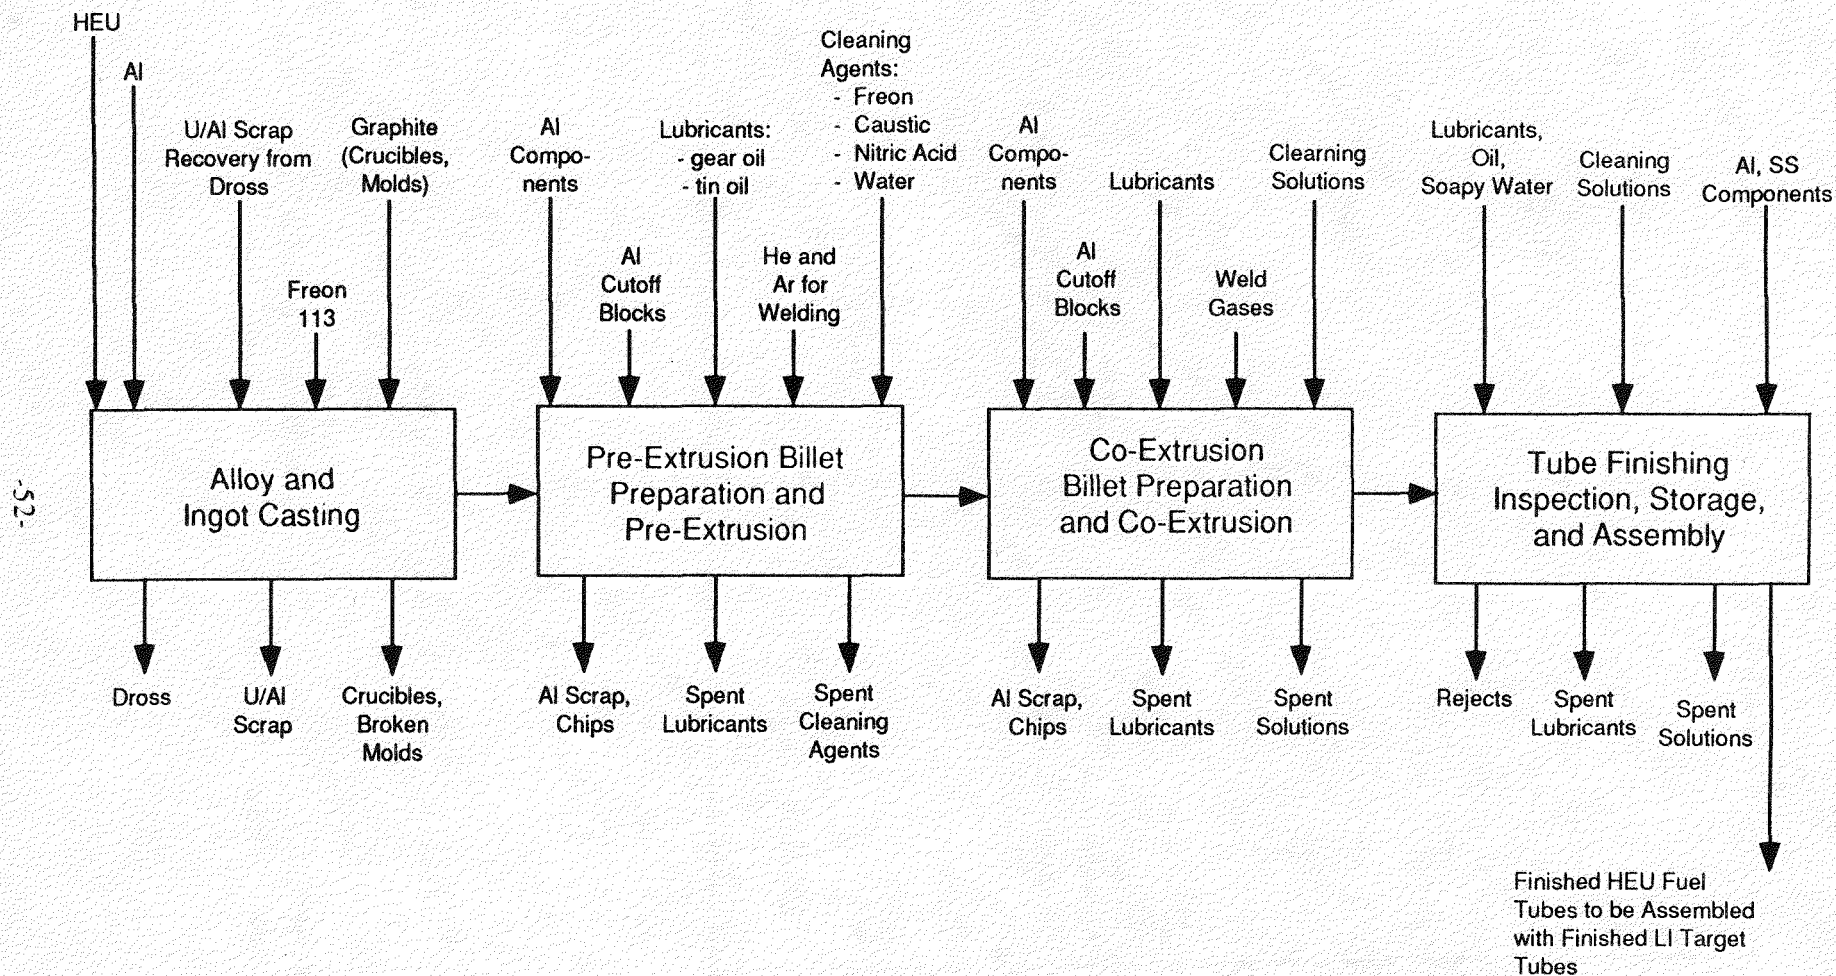 HEU
Al
U/Al Scrap
Recovery from
Dross
Freon
113
Graphite
(Crucibles,
Molds)
Al
Compo-
nents
Al
Cutoff
Blocks
Lubricants:
- gear oil
- tin oil
He and
Ar for
Welding
Cleaning
Agents:
- Freon
- Caustic
- Nitric Acid
- Water
Al
Compo-
nents
Al
Cutoff
Blocks
Lubricants
Weld
Gases
Clearning
Solutions
Lubricants,
Oil,
Soapy Water
Cleaning
Solutions
Al, SS
Components
Alloy and
Ingot Casting
Pre-Extrusion Billet
Preparation and
Pre-Extrusion
Co-Extrusion
Billet Preparation
and Co-Extrusion
Tube Finishing
Inspection, Storage,
and Assembly
Dross
U/Al
Scrap
Crucibles,
Broken
Molds
Al Scrap,
Chips
Spent
Lubricants
Spent
Cleaning
Agents
Al Scrap,
Chips
Spent
Lubricants
Spent
Solutions
Rejects
Spent
Lubricants
Spent
Solutions
Finished HEU Fuel
Tubes to be Assembled
with Finished LI Target
Tubes
-52-